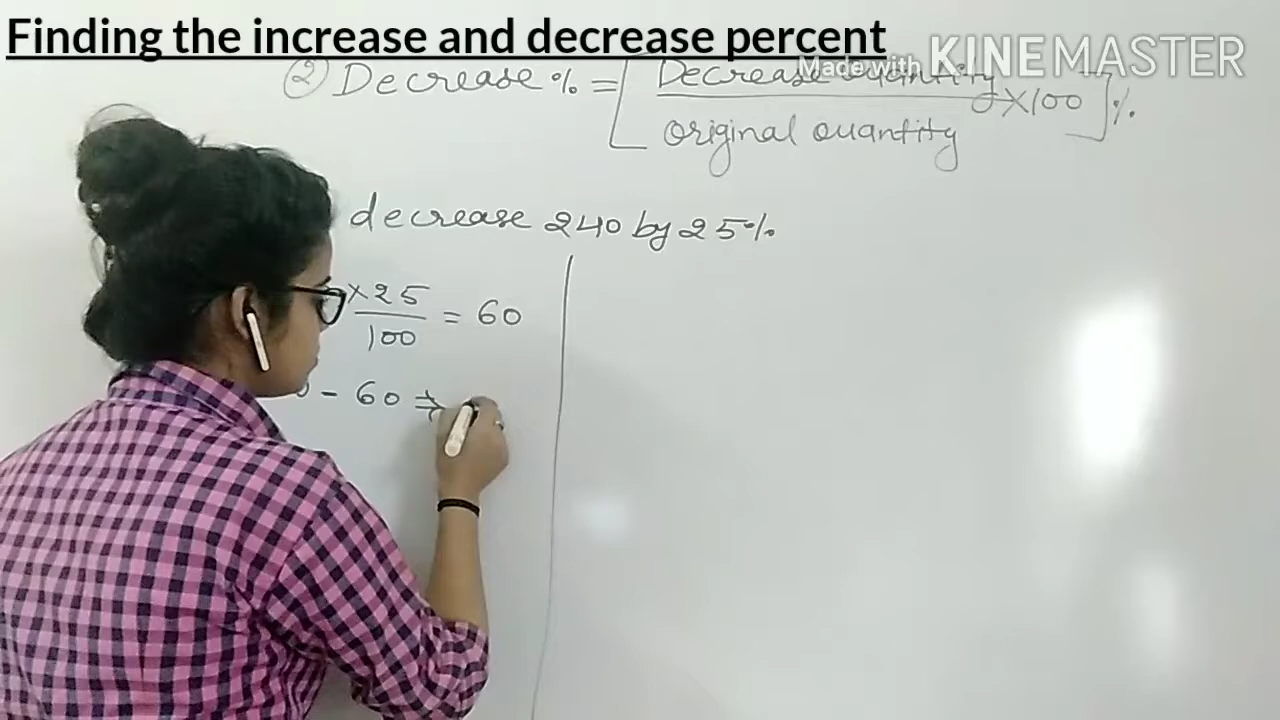 Finding the increase and decrease percent
Made with KINEMASTER
② Decrease % = [ Decrease quantity
original quantity
×100 ] %
decrease 240 by 25%
×25
100
= 60
- 60 ⇒